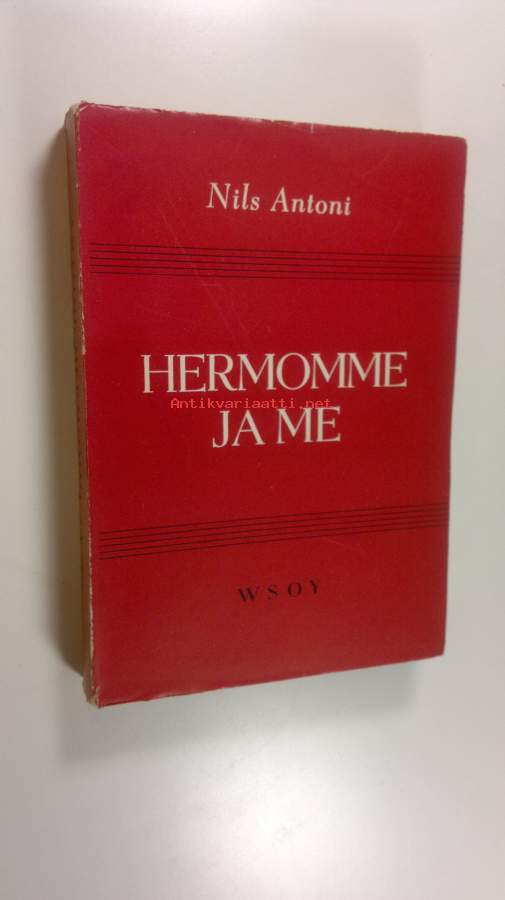 Nils Antoni
HERMOMME
Antikvariaatti.net
JA ME
WSOY